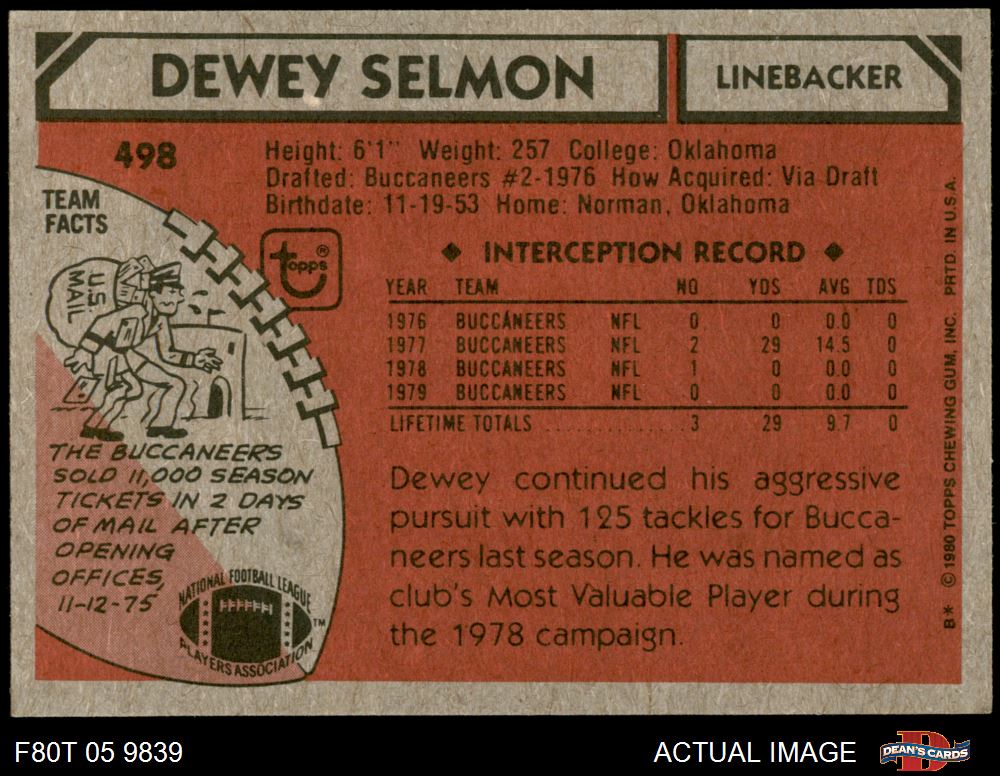 DEWEY SELMON
LINEBACKER
498
Height: 6'1" Weight: 257 College: Oklahoma
Drafted: Buccaneers #2-1976 How Acquired: Via Draft
Birthdate: 11-19-53 Home: Norman, Oklahoma
TEAM
FACTS
U.S.
MAIL
topps®
◆ INTERCEPTION RECORD ◆
YEAR TEAM NO YDS AVG TDS
1976 BUCCANEERS NFL 0 0 0.0 0
1977 BUCCANEERS NFL 2 29 14.5 0
1978 BUCCANEERS NFL 1 0 0.0 0
1979 BUCCANEERS NFL 0 0 0.0 0
LIFETIME TOTALS 3 29 9.7 0
THE BUCCANEERS
SOLD 11,000 SEASON
TICKETS IN 2 DAYS
OF MAIL AFTER
OPENING
OFFICES,
11-12-75
NATIONAL FOOTBALL LEAGUE
PLAYERS ASSOCIATION
TM
Dewey continued his aggressive
pursuit with 125 tackles for Bucca-
neers last season. He was named as
club's Most Valuable Player during
the 1978 campaign.
B* © 1980 TOPPS CHEWING GUM, INC. PRTD. IN U.S.A.
F80T 05 9839
ACTUAL IMAGE
DEAN'S CARDS